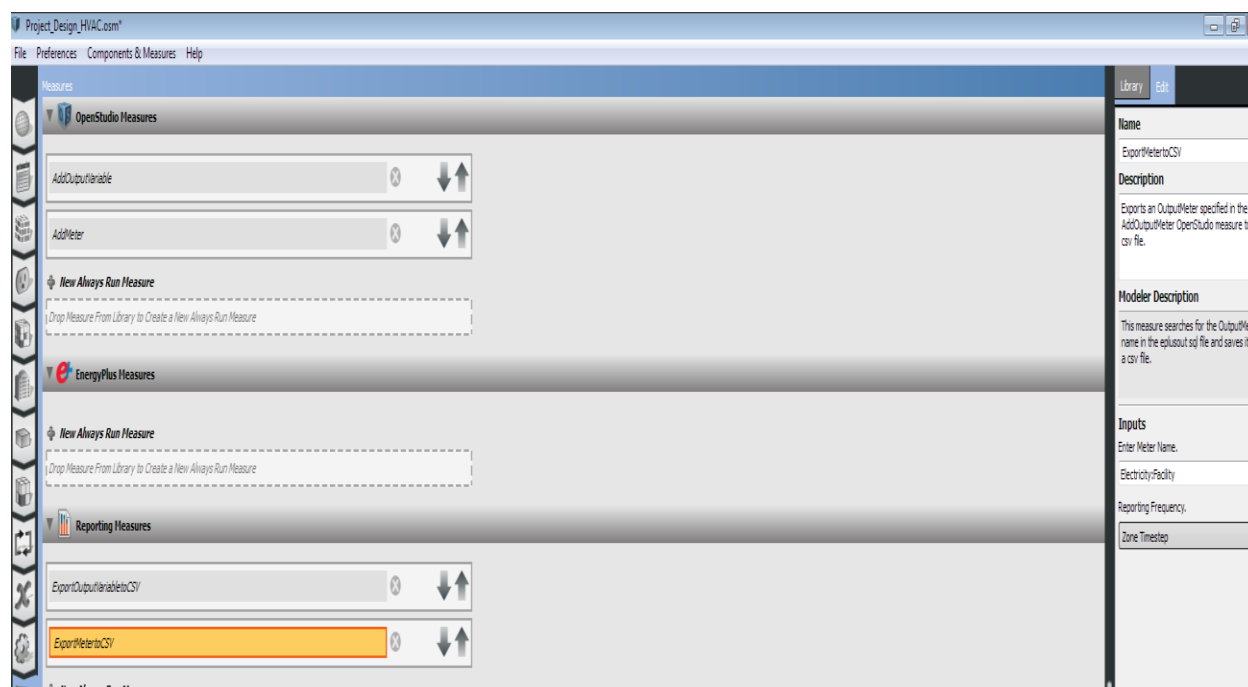 Project_Design_HVAC.osm*
File Preferences Components & Measures Help
Measures
OpenStudio Measures
AddOutputVariable
AddMeter
New Always Run Measure
Drop Measure From Library to Create a New Always Run Measure
EnergyPlus Measures
New Always Run Measure
Drop Measure From Library to Create a New Always Run Measure
Reporting Measures
ExportOutputVariabletoCSV
ExportMetertoCSV
Library Edit
Name
ExportMetertoCSV
Description
Exports an OutputMeter specified in the
AddOutputMeter OpenStudio measure
csv file.
Modeler Description
This measure searches for the
name in the eplusout sql file and saves
a csv file.
Inputs
Enter Meter Name.
Electricity:Facility
Reporting Frequency.
Zone Timestep